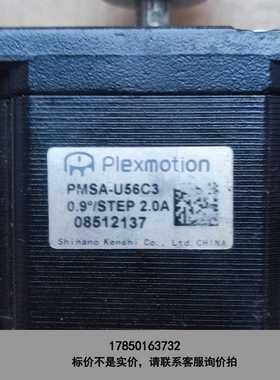 Plexmotion
PMSA-U56C3
0.9°/STEP 2.0A
08512137
Shinano Kenshi Co., Ltd. CHINA
17850163732
标价不是实价，请联系客服询价拍